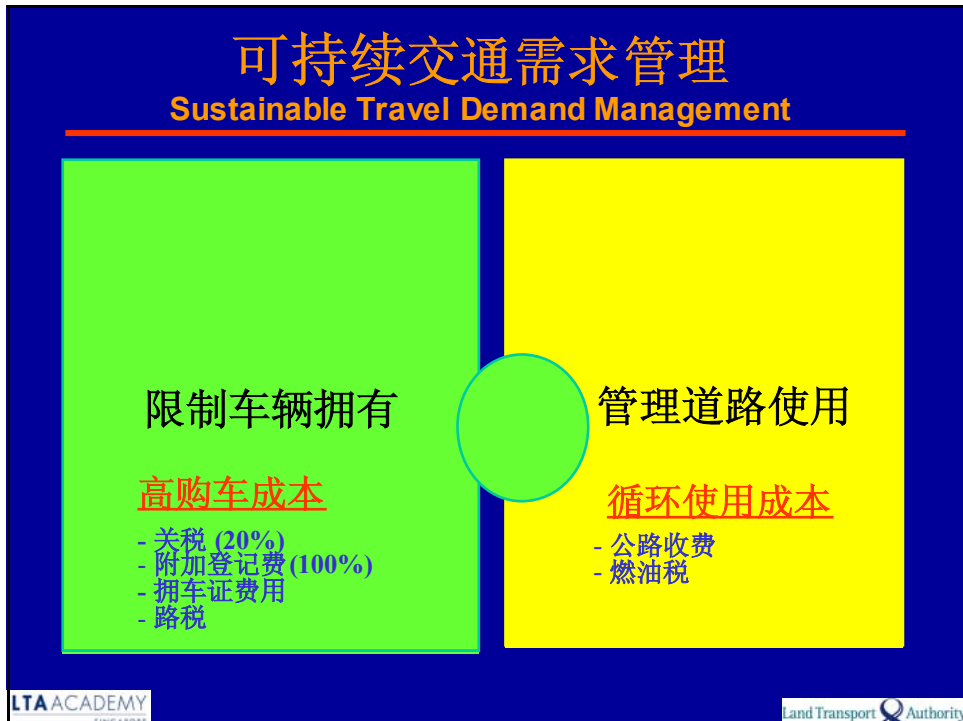 可持续交通需求管理
Sustainable Travel Demand Management
限制车辆拥有
高购车成本
- 关税 (20%)
- 附加登记费 (100%)
- 拥车证费用
- 路税
管理道路使用
循环使用成本
- 公路收费
- 燃油税
LTA ACADEMY
Land Transport Authority